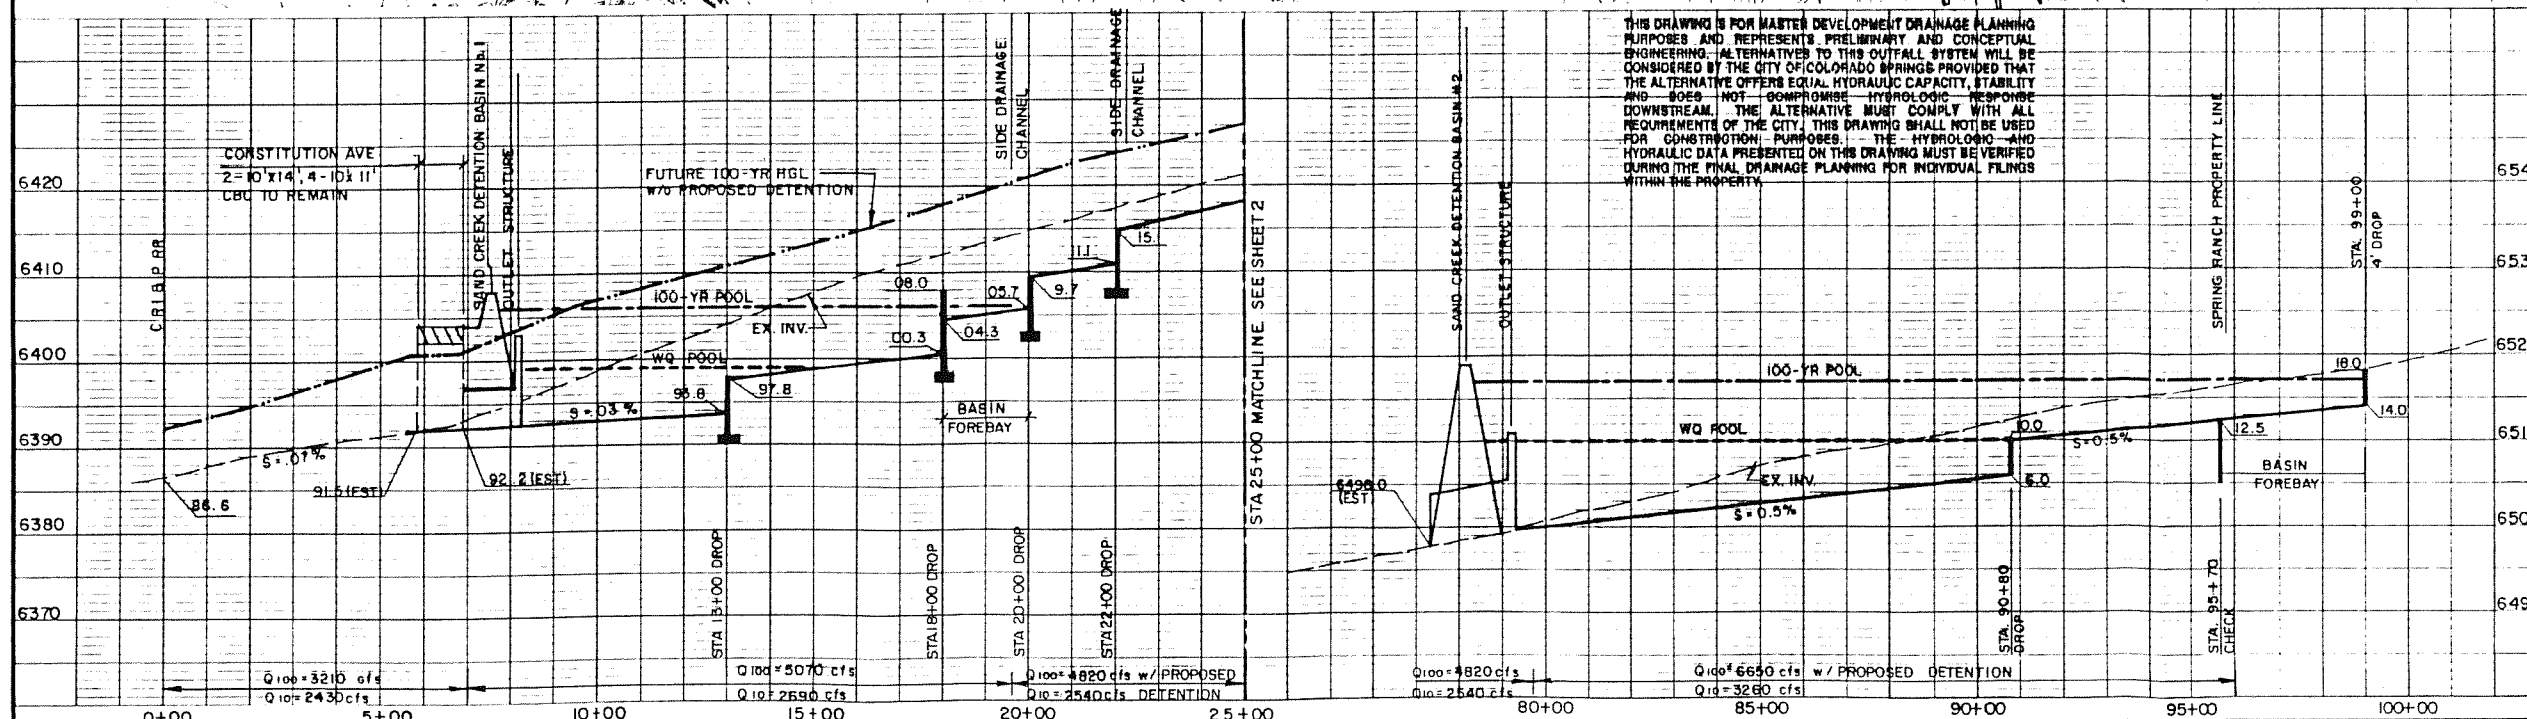 THIS DRAWING IS FOR MASTER DEVELOPMENT DRAINAGE PLANNING
PURPOSES AND REPRESENTS PRELIMINARY AND CONCEPTUAL
ENGINEERING. ALTERNATIVES TO THIS OUTFALL SYSTEM WILL BE
CONSIDERED BY THE CITY OF COLORADO SPRINGS PROVIDED THAT
THE ALTERNATIVE OFFERS EQUAL HYDRAULIC CAPACITY, STABILITY
AND DOES NOT COMPROMISE HYDROLOGIC RESPONSE
DOWNSTREAM. THE ALTERNATIVE MUST COMPLY WITH ALL
REQUIREMENTS OF THE CITY. THIS DRAWING SHALL NOT BE USED
FOR CONSTRUCTION PURPOSES. THE HYDROLOGIC AND
HYDRAULIC DATA PRESENTED ON THIS DRAWING MUST BE VERIFIED
DURING THE FINAL DRAINAGE PLANNING FOR INDIVIDUAL FILINGS
WITHIN THE PROPERTY.
6420
6410
6400
6390
6380
6370
C R I & P RR
CONSTITUTION AVE
2-10'X14', 4-10'X 11'
CBC TO REMAIN
SAND CREEK DETENTION BASIN No. 1
OUTLET STRUCTURE
FUTURE 100-YR HGL
W/O PROPOSED DETENTION
SIDE DRAINAGE
CHANNEL
SIDE DRAINAGE
CHANNEL
100-YR POOL
EX. INV.
WQ POOL
08.0
05.7
9.7
11.1
15.
00.3
04.3
93.8
97.8
S=.03%
BASIN
FOREBAY
S=.07%
86.6
91.5 (EST)
92.2 (EST)
STA 13+00 DROP
STA 18+00 DROP
STA 20+00 DROP
STA 22+00 DROP
STA 25+00 MATCHLINE SEE SHEET 2
Q100=3210 cfs
Q10=2430 cfs
Q100=5070 cfs
Q10=2690 cfs
Q100=4820 cfs w/ PROPOSED
Q10=2540 cfs DETENTION
0+00
5+00
10+00
15+00
20+00
25+00
SAND CREEK DETENTION BASIN No. 2
OUTLET STRUCTURE
SPRING RANCH PROPERTY LINE
STA. 99+00
4' DROP
100-YR POOL
18.0
WQ POOL
10.0
S=0.5%
12.5
14.0
6498.0
(EST)
EX. INV.
6.0
S=0.5%
BASIN
FOREBAY
STA. 90+80
DROP
STA. 95+70
CHECK
Q100=4820 cfs
Q10=2540 cfs
Q100=6650 cfs w/ PROPOSED DETENTION
Q10=3260 cfs
80+00
85+00
90+00
95+00
100+00
654
653
652
651
650
649